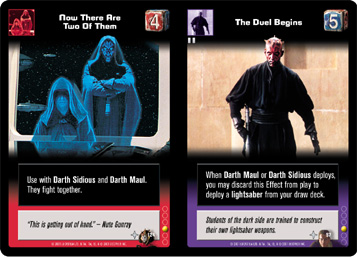 Now There Are
Two Of Them
4
Use with Darth Sidious and Darth Maul.
They fight together.
"This is getting out of hand." – Nute Gunray
The Duel Begins
5
When Darth Maul or Darth Sidious deploys,
you may discard this Effect from play to
deploy a lightsaber from your draw deck.
Students of the dark side are trained to construct
their own lightsaber weapons.